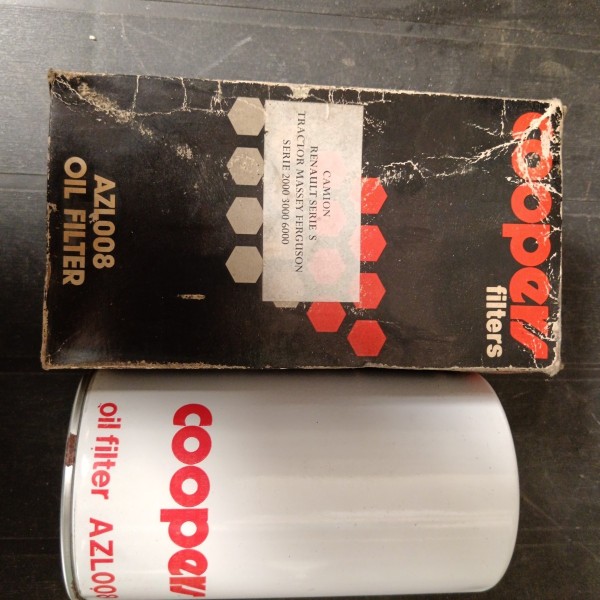 cooper
filters
CAMION
RENAULT SERIE S
TRACTOR MASSEY FERGUSON
SERIE 2000 3000 6000
AZL008
OIL FILTER
cooper
oil filter AZL008